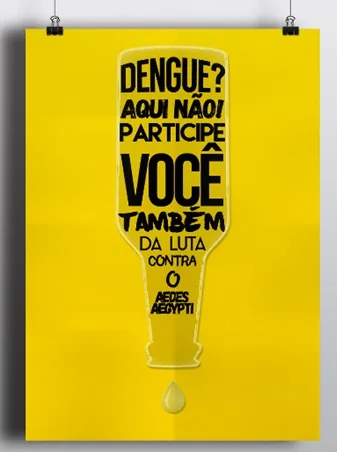 DENGUE?
AQUI NÃO!
PARTICIPE
VOCÊ
TAMBÉM
DA LUTA
CONTRA
O
AEDES
AEGYPTI